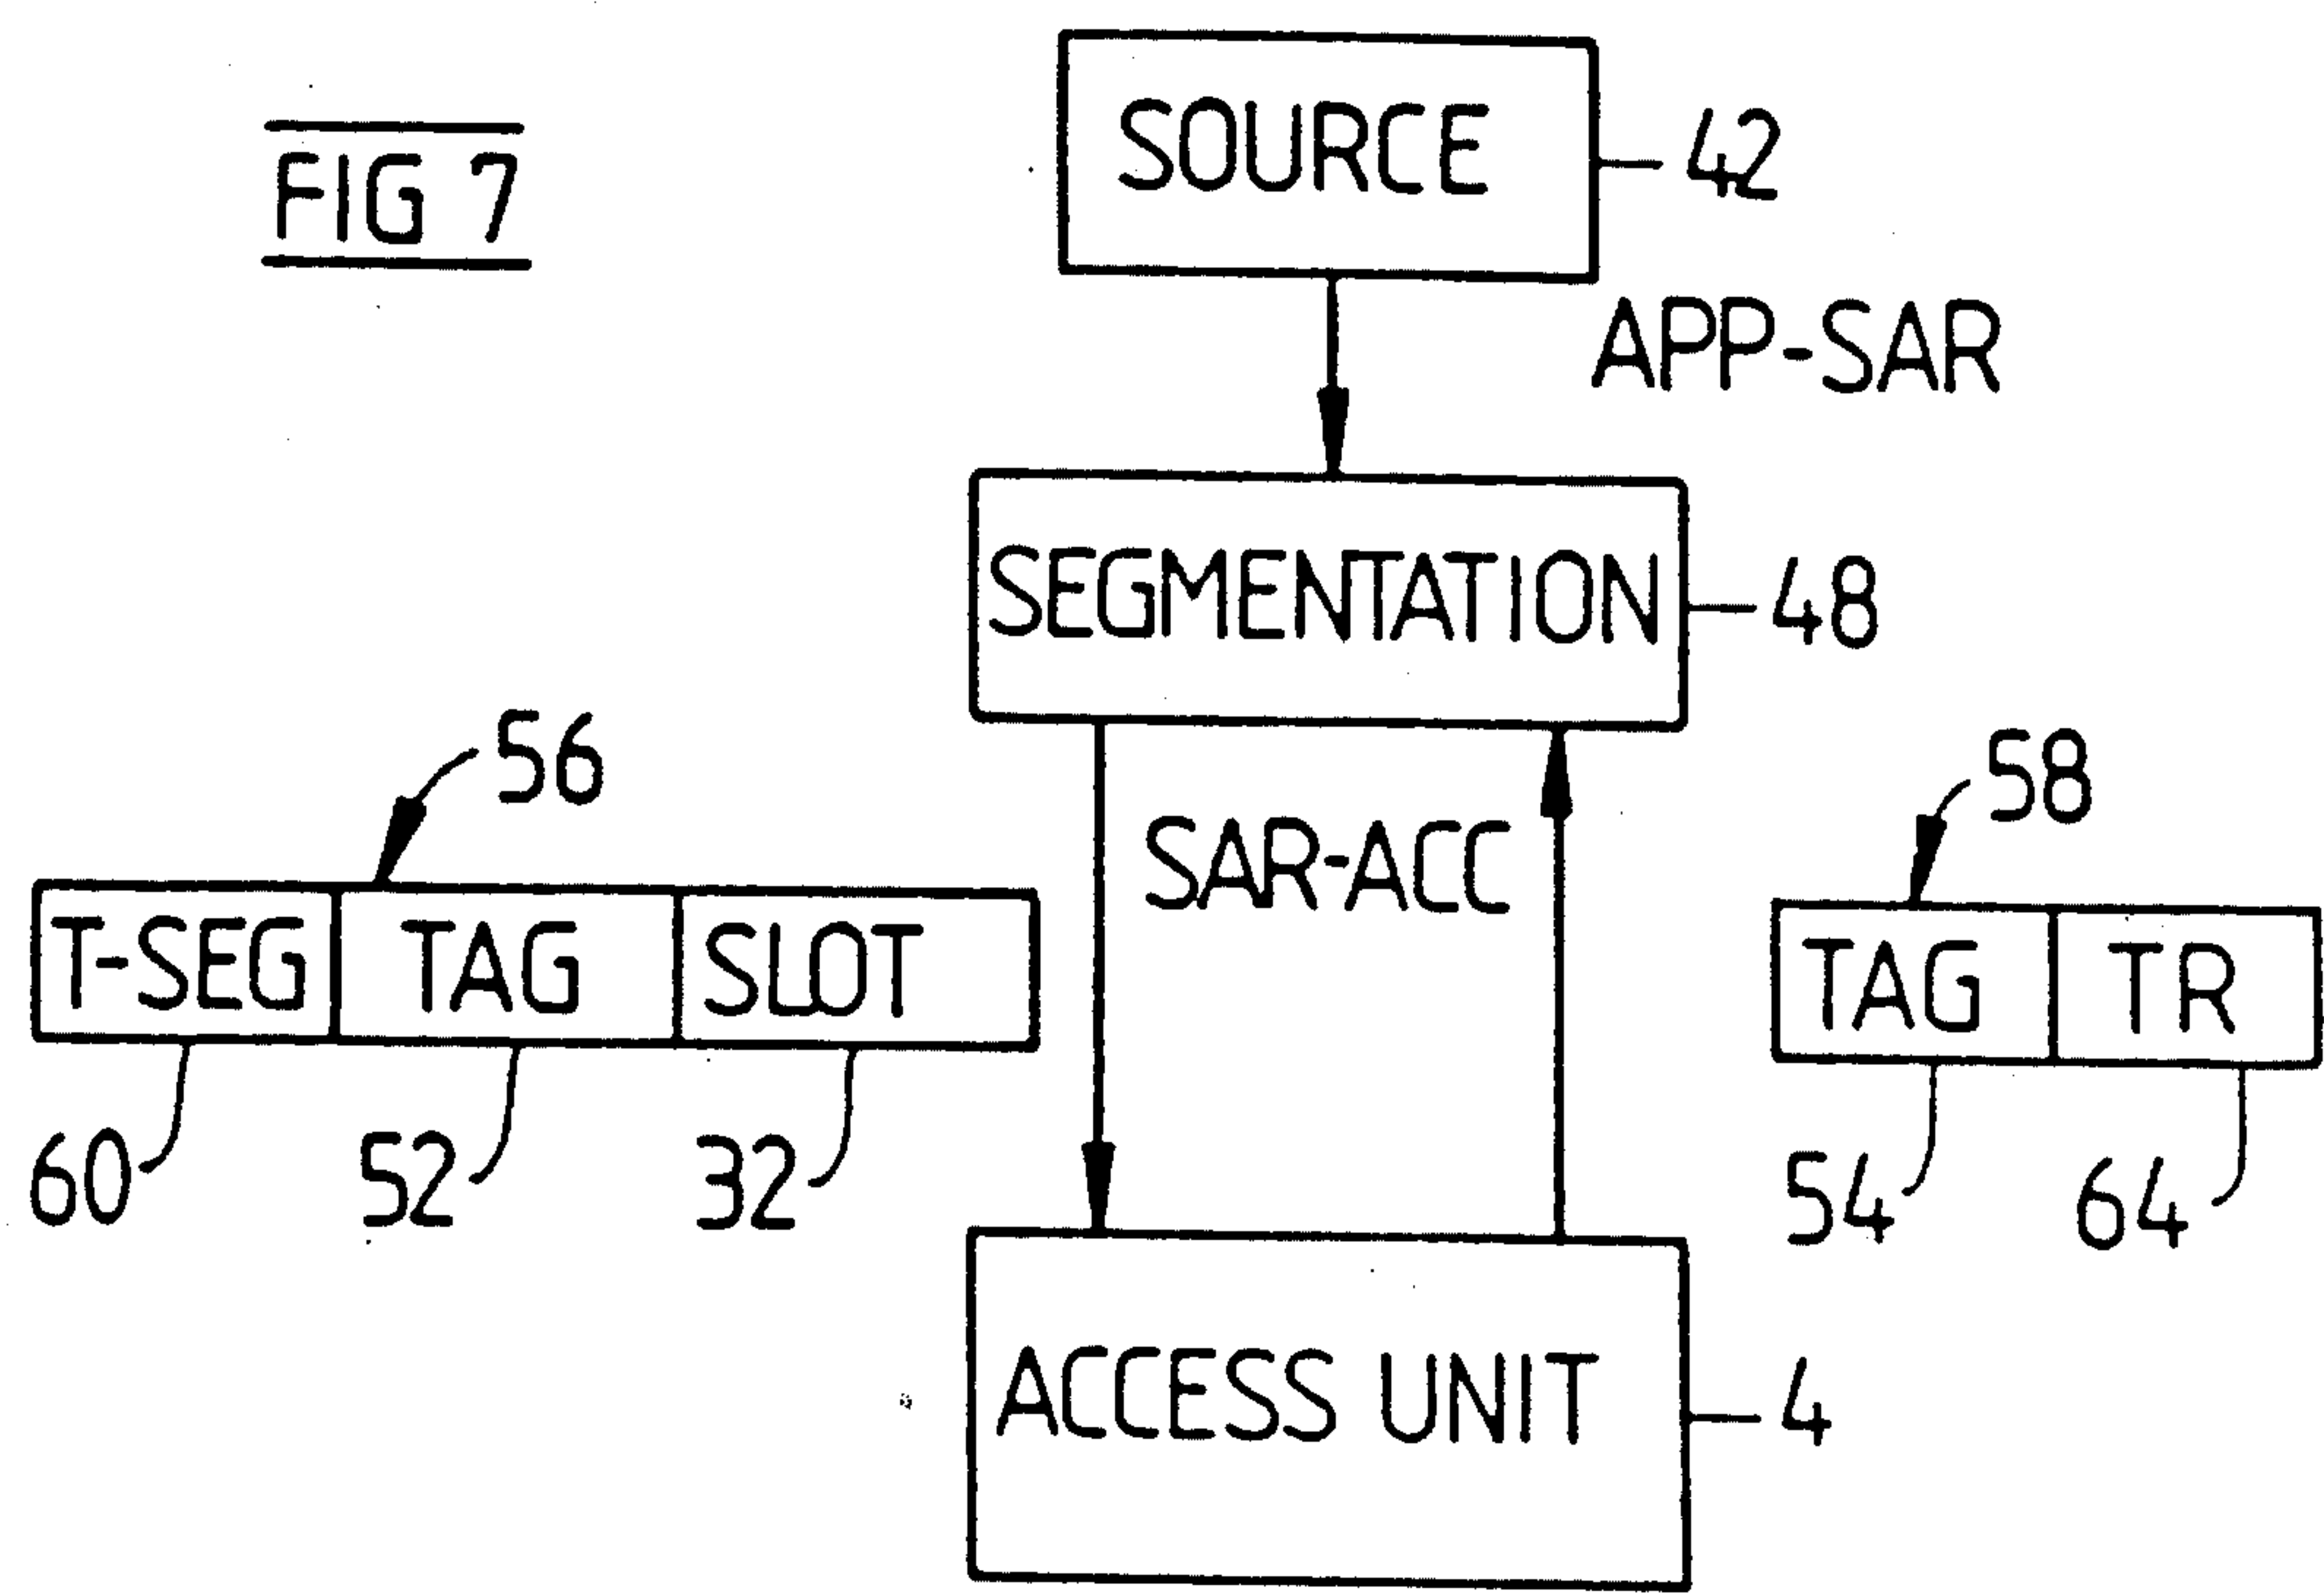 FIG 7
SOURCE
42
APP-SAR
SEGMENTATION
48
56
58
SAR-ACC
T-SEG TAG SLOT
TAG TR
60 52 32
54 64
ACCESS UNIT
4